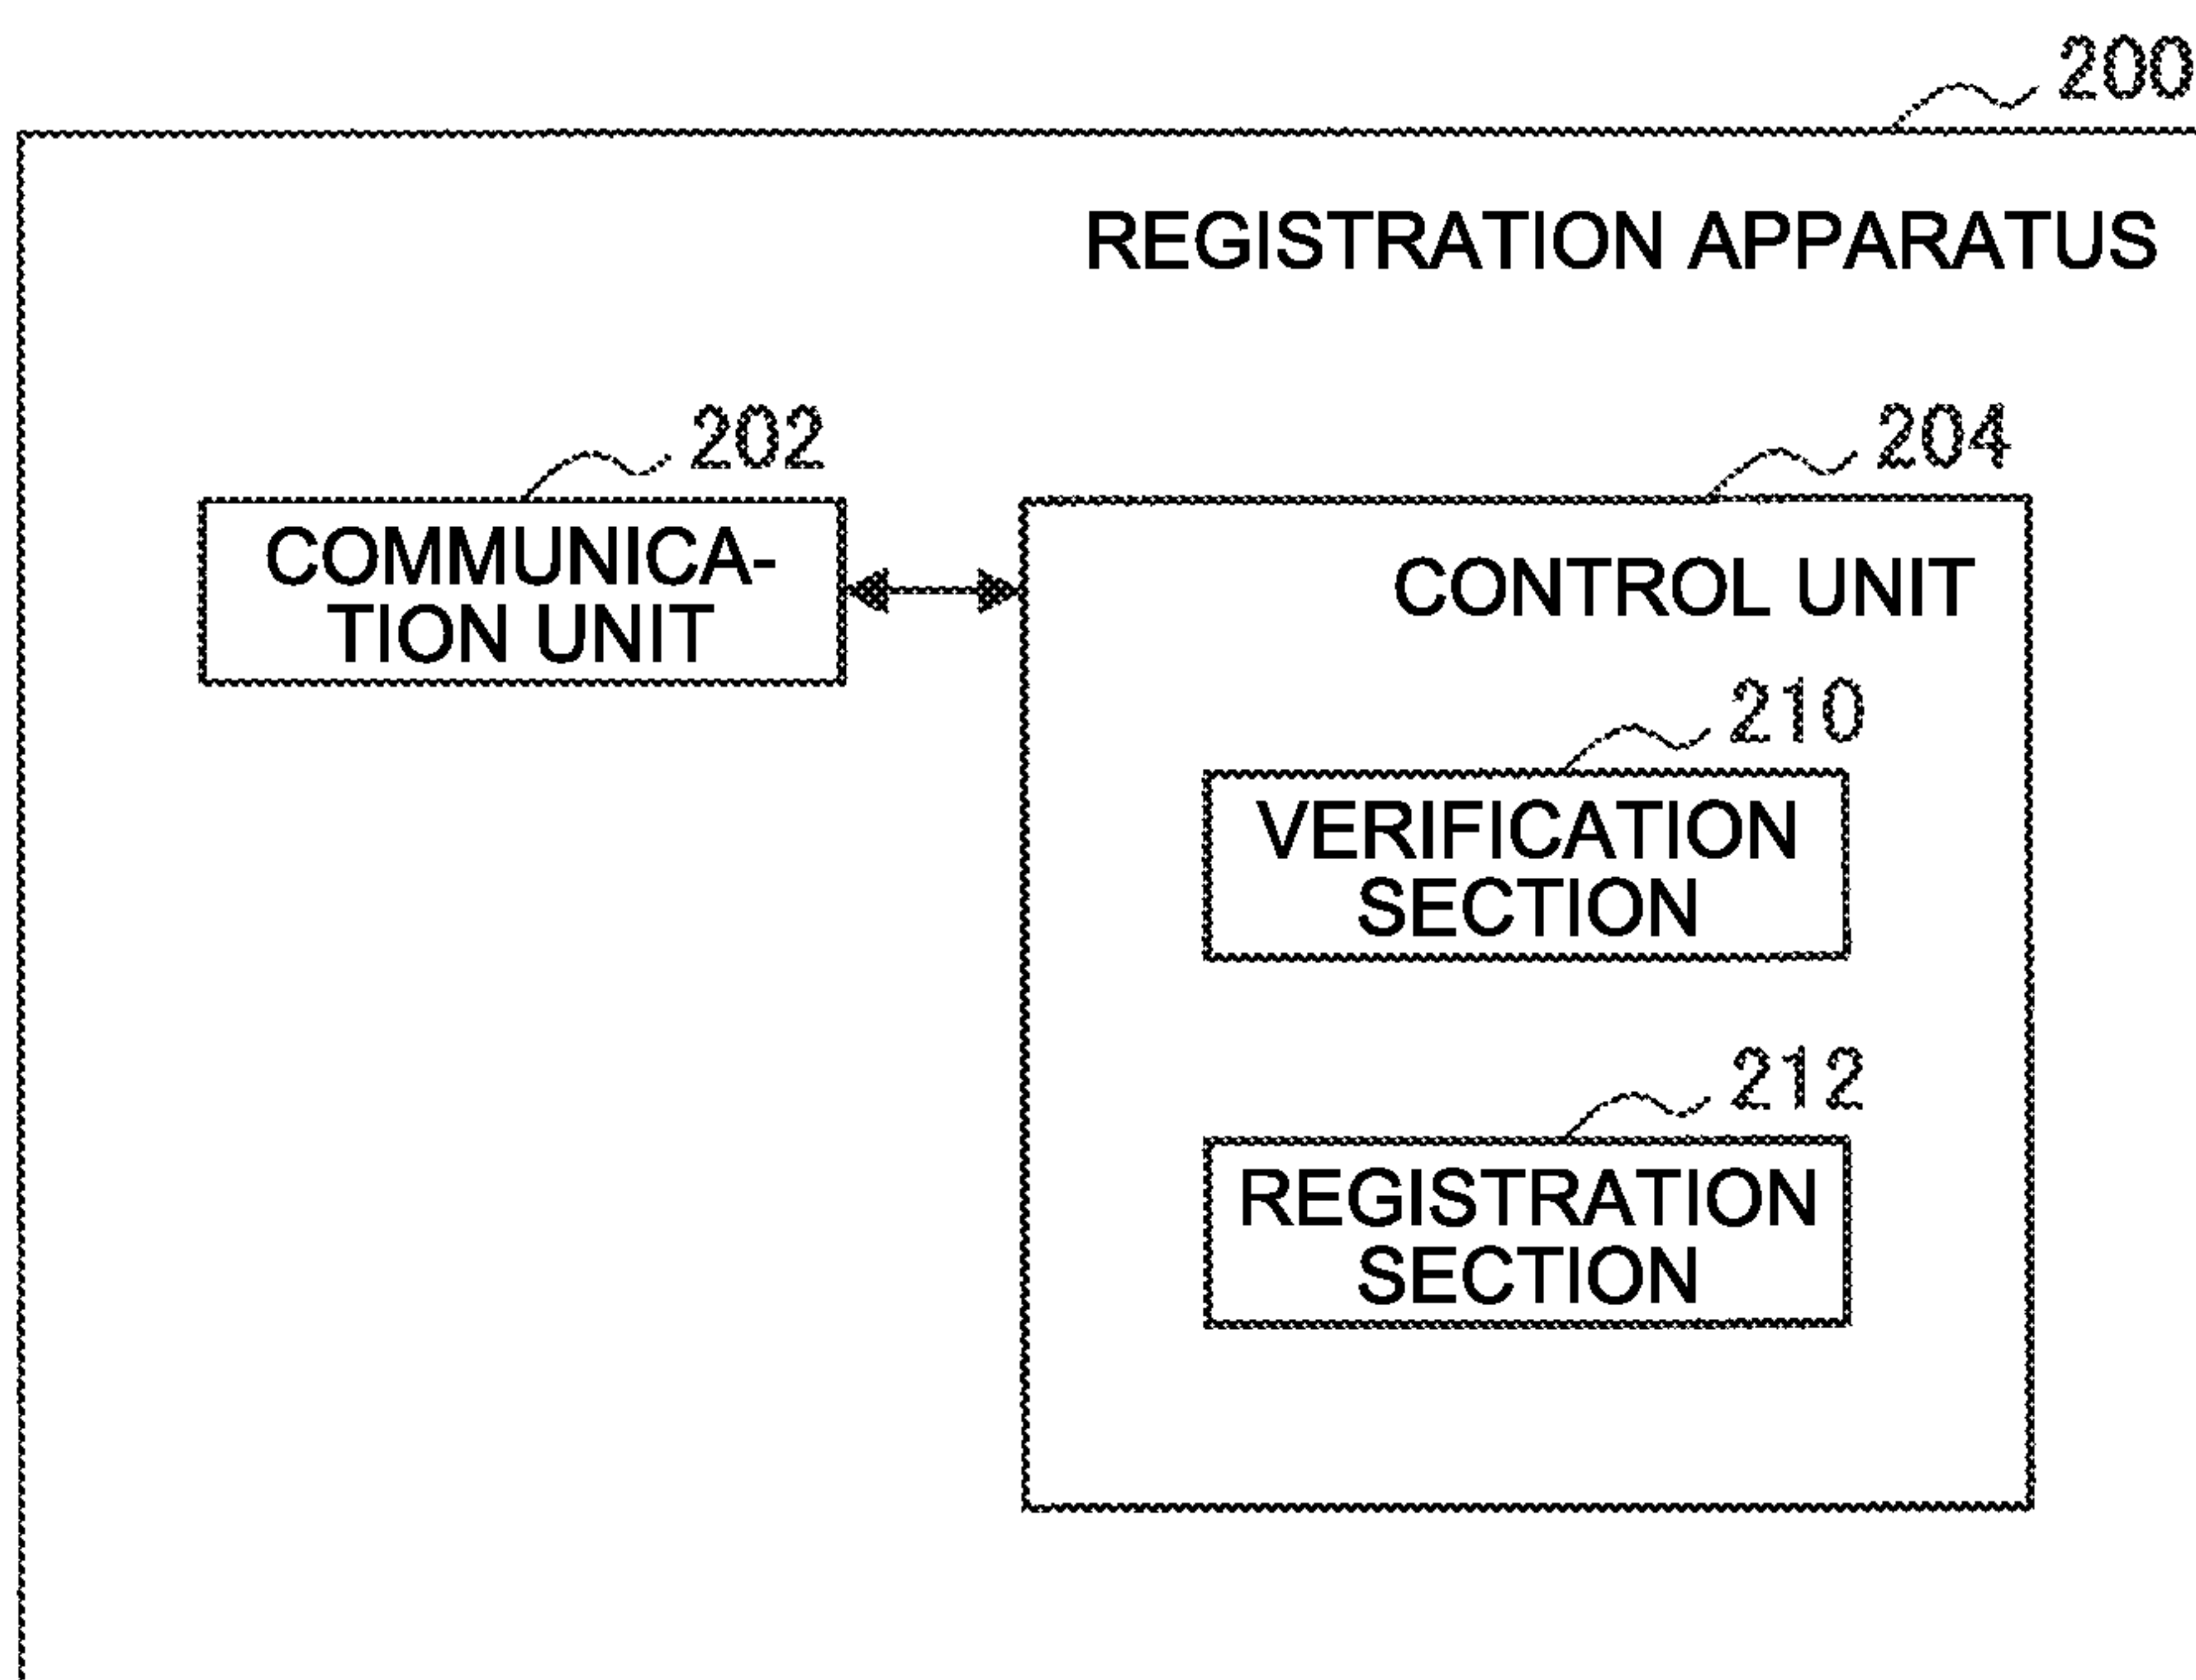 200
REGISTRATION APPARATUS
202
COMMUNICA-
TION UNIT
204
CONTROL UNIT
210
VERIFICATION
SECTION
212
REGISTRATION
SECTION